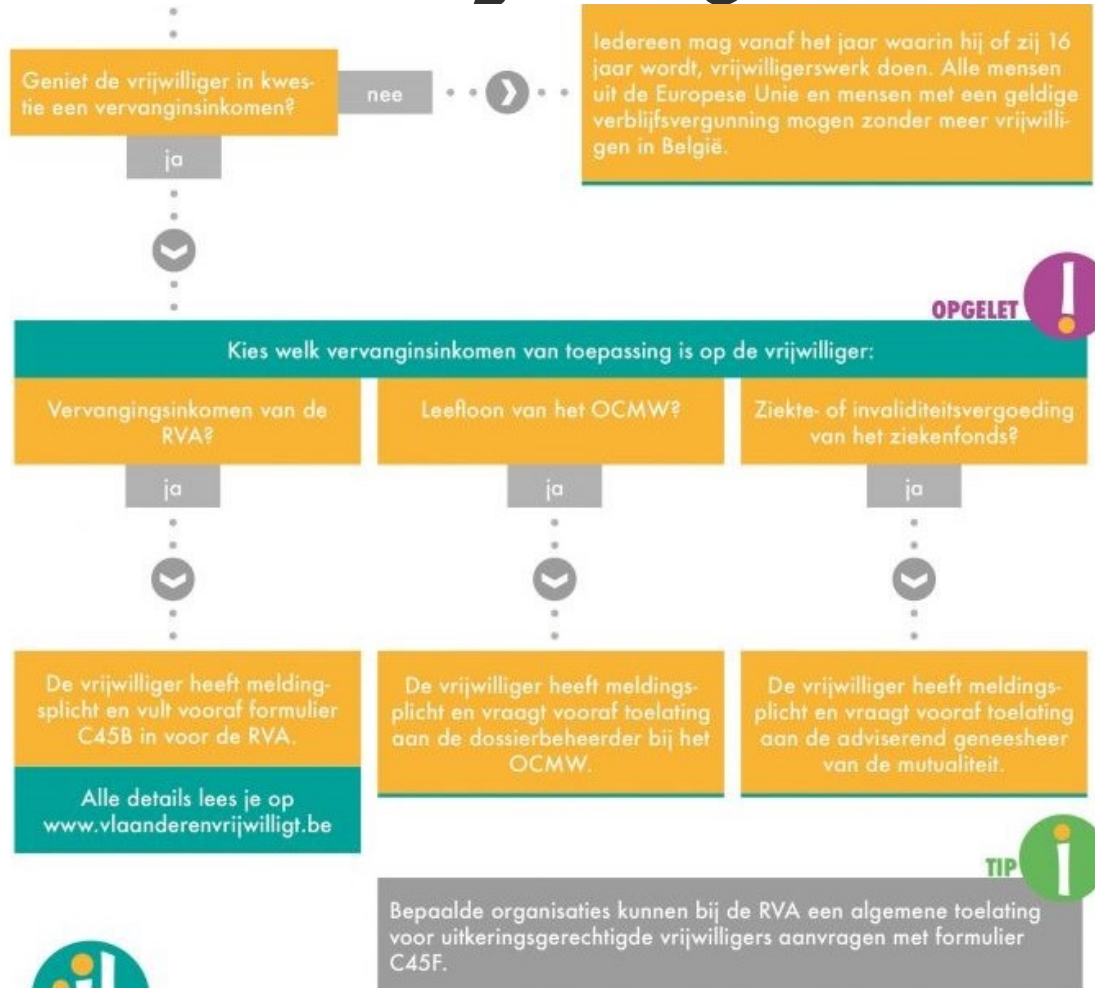 Geniet de vrijwilliger in kwes-
tie een vervanginsinkomen?
nee
Iedereen mag vanaf het jaar waarin hij of zij 16
jaar wordt, vrijwilligerswerk doen. Alle mensen
uit de Europese Unie en mensen met een geldige
verblijfsvergunning mogen zonder meer vrijwilli-
gen in België.
ja
OPGELET
Kies welk vervanginsinkomen van toepassing is op de vrijwilliger:
Vervangingsinkomen van de
RVA?
ja
De vrijwilliger heeft melding-
splicht en vult vooraf formulier
C45B in voor de RVA.
Alle details lees je op
www.vlaanderenvrijwilligt.be
Leefloon van het OCMW?
ja
De vrijwilliger heeft meldings-
plicht en vraagt vooraf toelating
aan de dossierbeheerder bij het
OCMW.
Ziekte- of invaliditeitsvergoeding
van het ziekenfonds?
ja
De vrijwilliger heeft meldings-
plicht en vraagt vooraf toelating
aan de adviserend geneesheer
van de mutualiteit.
TIP
Bepaalde organisaties kunnen bij de RVA een algemene toelating
voor uitkeringsgerechtigde vrijwilligers aanvragen met formulier
C45F.